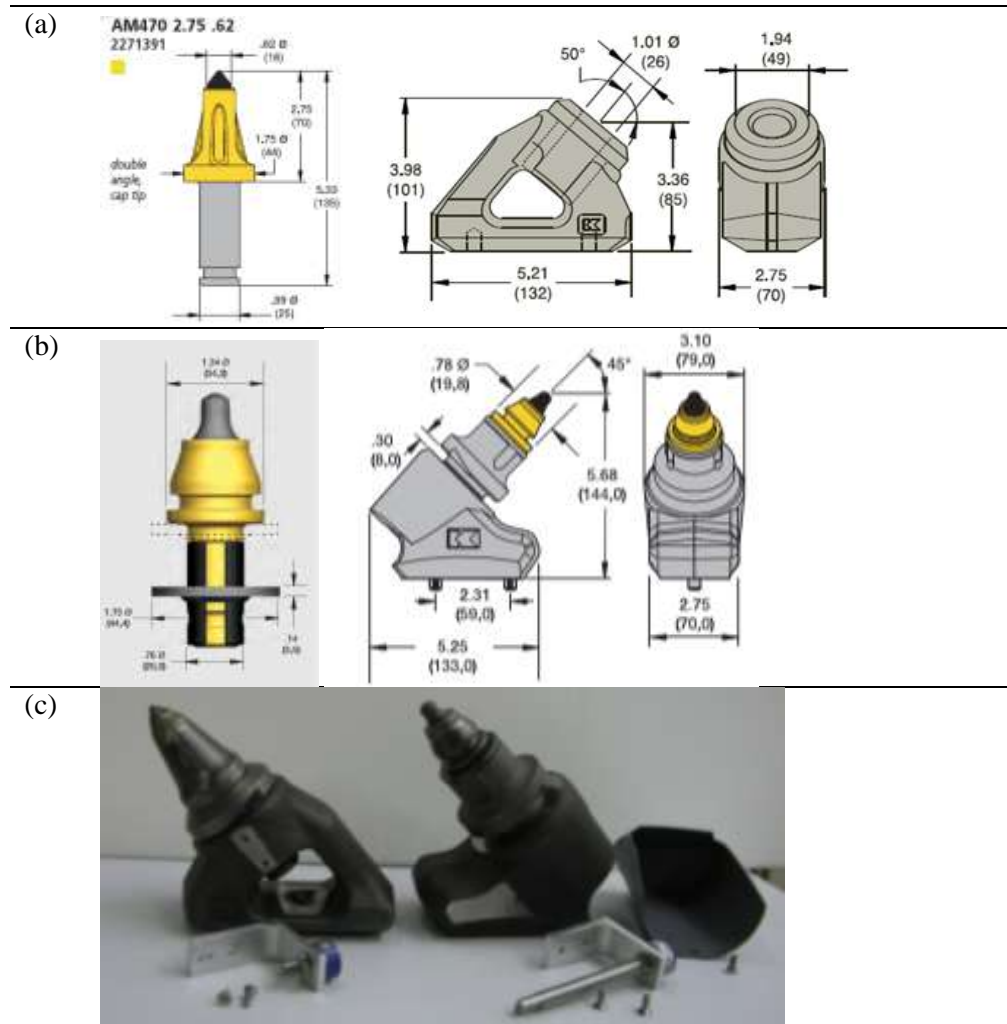 (a)
AM470 2.75 .62
2271391
.62 Ø
(16)
2.75
(70)
1.75 Ø
(44)
double
angle,
cap tip
5.33
(135)
.99 Ø
(25)
50°
1.01 Ø
(26)
3.98
(101)
3.36
(85)
5.21
(132)
1.94
(49)
2.75
(70)
(b)
.78 Ø
(19,8)
45°
.30
(8,0)
5.68
(144,0)
2.31
(59,0)
5.25
(133,0)
3.10
(79,0)
2.75
(70,0)
(c)